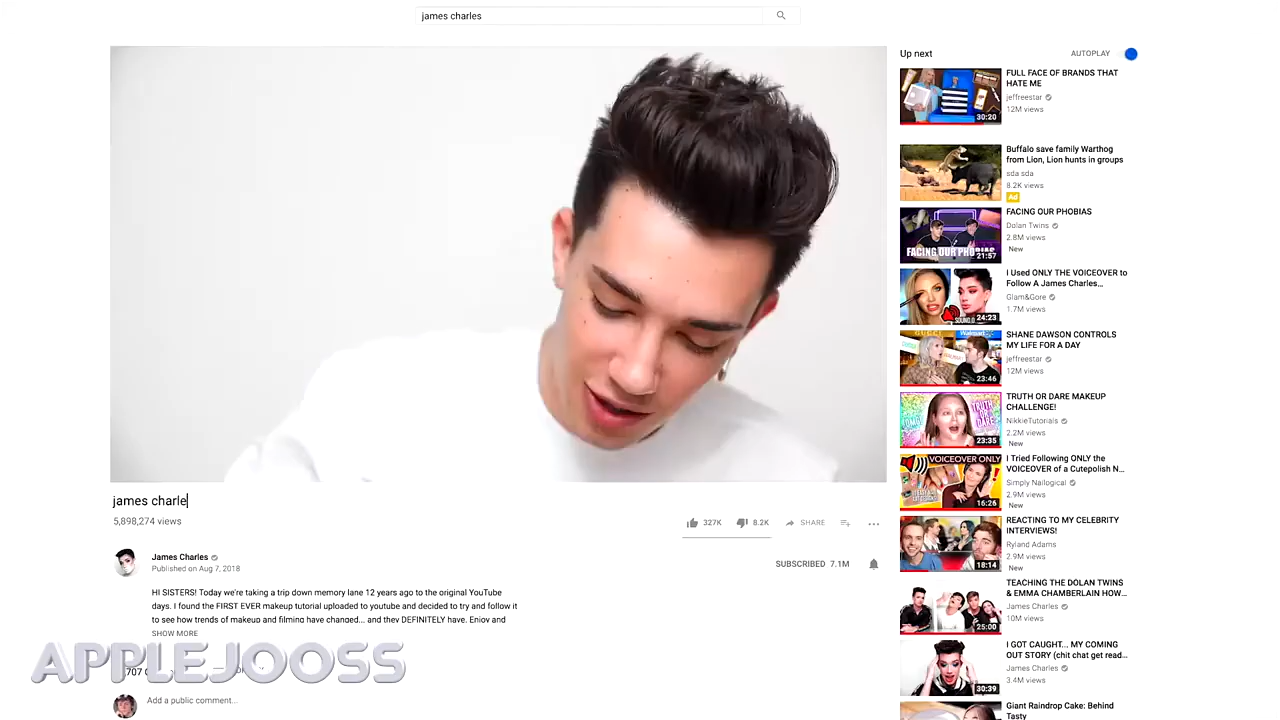 james charles
Up next
AUTOPLAY
FULL FACE OF BRANDS THAT
HATE ME
jeffreestar
12M views
30:20
Buffalo save family Warthog
from Lion, Lion hunts in groups
sda sda
8.2K views
Ad
FACING OUR PHOBIAS
Dolan Twins
2.8M views
New
FACING OUR PHOBIAS
21:57
I Used ONLY THE VOICEOVER to
Follow A James Charles...
Glam&Gore
1.7M views
24:23
SHANE DAWSON CONTROLS
MY LIFE FOR A DAY
jeffreestar
12M views
23:46
TRUTH OR DARE MAKEUP
CHALLENGE!
NikkieTutorials
2.2M views
New
23:35
I Tried Following ONLY the
VOICEOVER of a Cutepolish N...
Simply Nailogical
2.9M views
New
VOICEOVER ONLY
16:26
REACTING TO MY CELEBRITY
INTERVIEWS!
Ryland Adams
2.9M views
New
18:14
TEACHING THE DOLAN TWINS
& EMMA CHAMBERLAIN HOW...
James Charles
10M views
25:00
I GOT CAUGHT... MY COMING
OUT STORY (chit chat get read...
James Charles
3.4M views
30:39
Giant Raindrop Cake: Behind
Tasty
james charle
5,898,274 views
327K
8.2K
SHARE
James Charles
Published on Aug 7, 2018
SUBSCRIBED 7.1M
HI SISTERS! Today we're taking a trip down memory lane 12 years ago to the original YouTube
days. I found the FIRST EVER makeup tutorial uploaded to youtube and decided to try and follow it
to see how trends of makeup and filming have changed... and they DEFINITELY have. Enjoy and
SHOW MORE
APPLEJOOSS
Add a public comment...